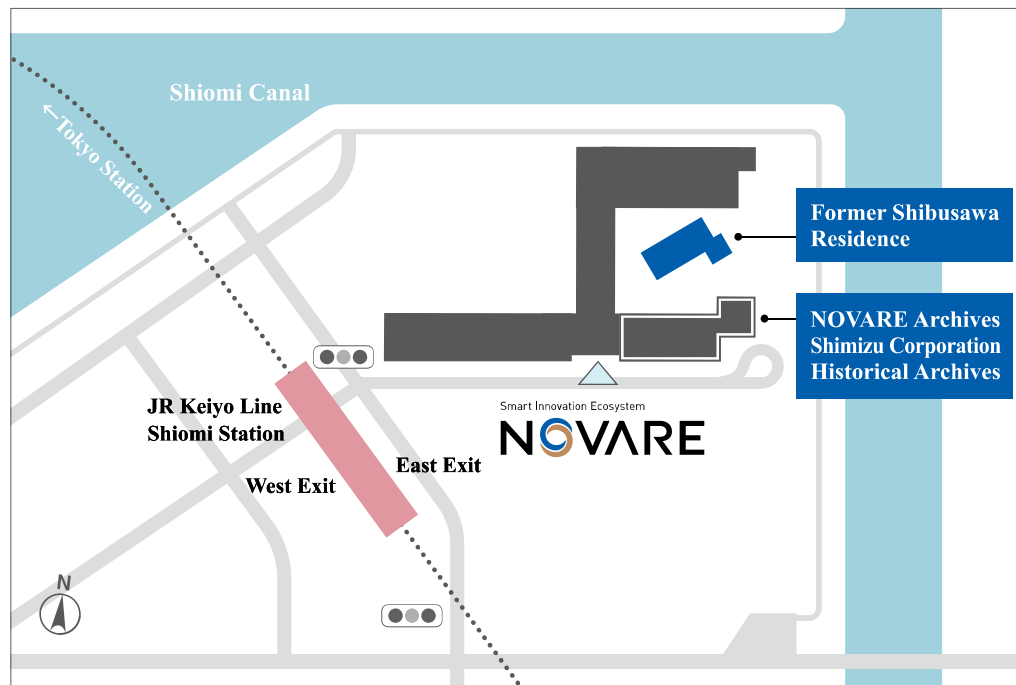 Shiomi Canal
←Tokyo Station
Former Shibusawa
Residence
NOVARE Archives
Shimizu Corporation
Historical Archives
JR Keiyo Line
Shiomi Station
East Exit
West Exit
Smart Innovation Ecosystem
NOVARE
N